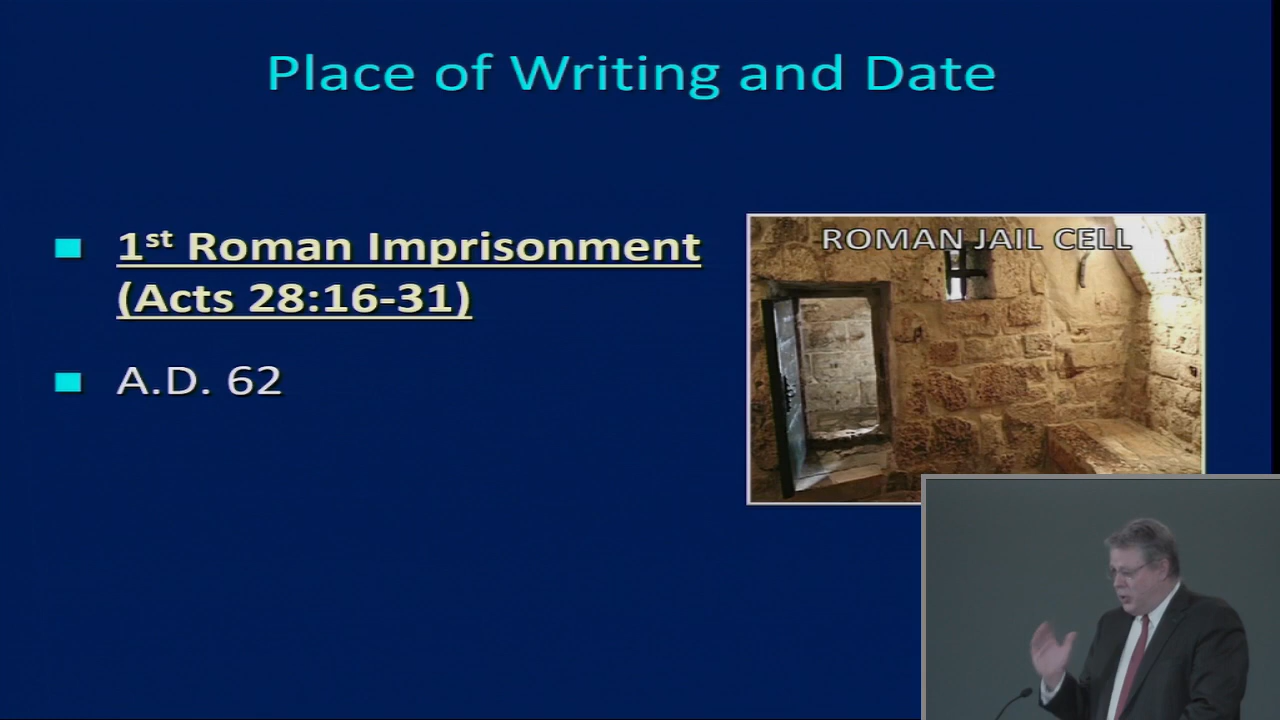 Place of Writing and Date
1st Roman Imprisonment
(Acts 28:16-31)
A.D. 62
ROMAN JAIL CELL